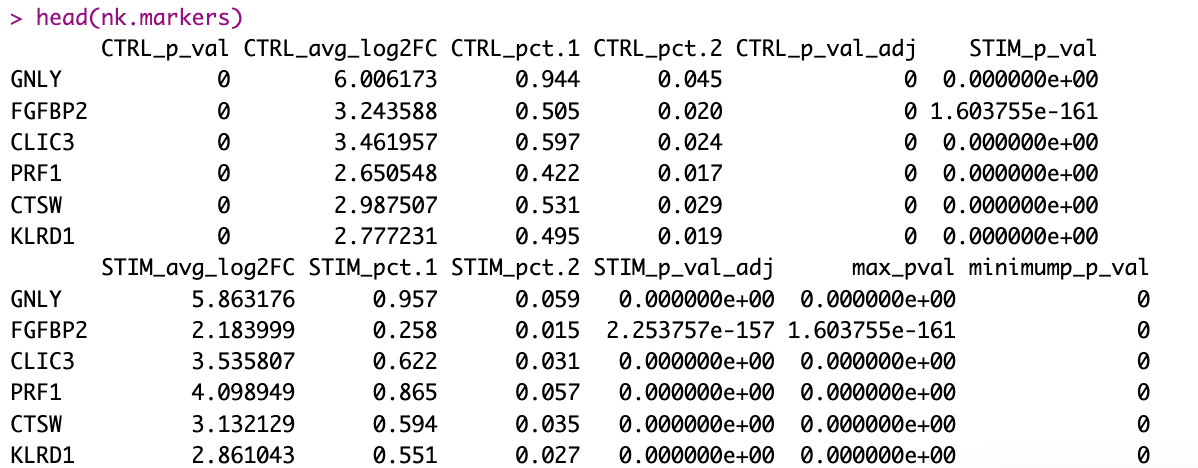 > head(nk.markers)
CTRL_p_val CTRL_avg_log2FC CTRL_pct.1 CTRL_pct.2 CTRL_p_val_adj STIM_p_val
GNLY 0 6.006173 0.944 0.045 0 0.000000e+00
FGFBP2 0 3.243588 0.505 0.020 0 1.603755e-161
CLIC3 0 3.461957 0.597 0.024 0 0.000000e+00
PRF1 0 2.650548 0.422 0.017 0 0.000000e+00
CTSW 0 2.987507 0.531 0.029 0 0.000000e+00
KLRD1 0 2.777231 0.495 0.019 0 0.000000e+00
STIM_avg_log2FC STIM_pct.1 STIM_pct.2 STIM_p_val_adj max_pval minimump_p_val
GNLY 5.863176 0.957 0.059 0.000000e+00 0.000000e+00 0
FGFBP2 2.183999 0.258 0.015 2.253757e-157 1.603755e-161 0
CLIC3 3.535807 0.622 0.031 0.000000e+00 0.000000e+00 0
PRF1 4.098949 0.865 0.057 0.000000e+00 0.000000e+00 0
CTSW 3.132129 0.594 0.035 0.000000e+00 0.000000e+00 0
KLRD1 2.861043 0.551 0.027 0.000000e+00 0.000000e+00 0